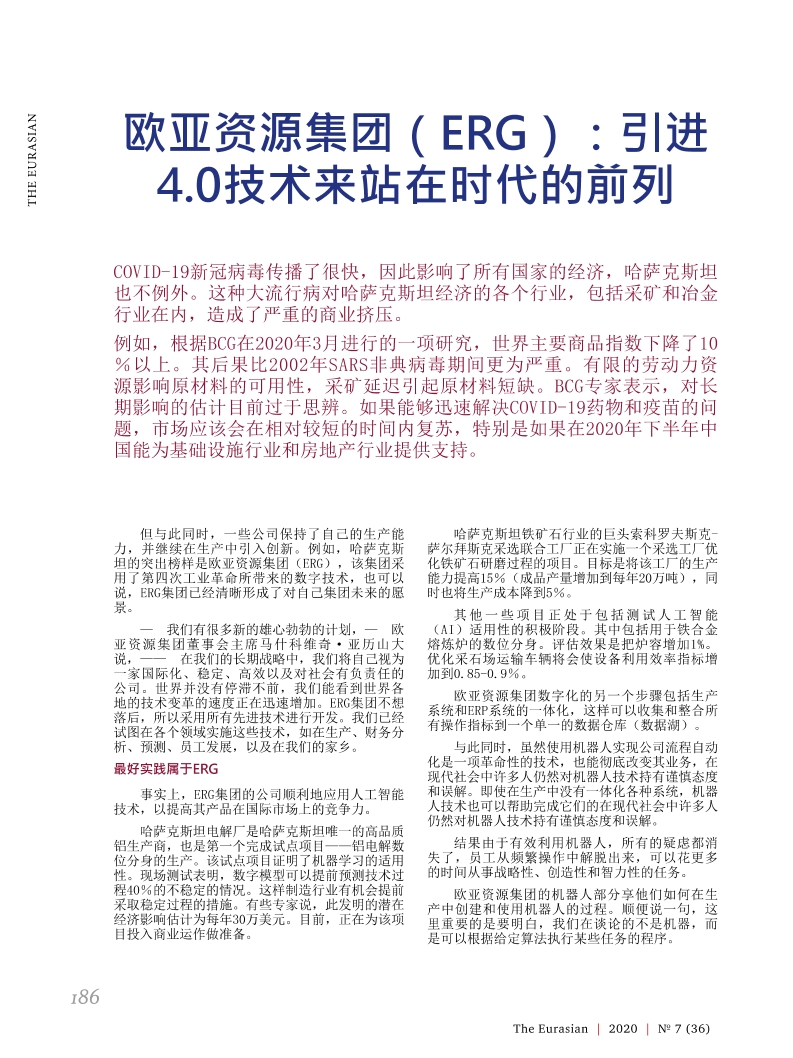 THE EURASIAN
欧亚资源集团（ERG）：引进
4.0技术来站在时代的前列
COVID-19新冠病毒传播了很快，因此影响了所有国家的经济，哈萨克斯坦
也不例外。这种大流行病对哈萨克斯坦经济的各个行业，包括采矿和冶金
行业在内，造成了严重的商业挤压。
例如，根据BCG在2020年3月进行的一项研究，世界主要商品指数下降了10
％以上。其后果比2002年SARS非典病毒期间更为严重。有限的劳动力资
源影响原材料的可用性，采矿延迟引起原材料短缺。BCG专家表示，对长
期影响的估计目前过于思辨。如果能够迅速解决COVID-19药物和疫苗的问
题，市场应该会在相对较短的时间内复苏，特别是如果在2020年下半年中
国能为基础设施行业和房地产行业提供支持。
但与此同时，一些公司保持了自己的生产能
力，并继续在生产中引入创新。例如，哈萨克斯
坦的突出榜样是欧亚资源集团（ERG），该集团采
用了第四次工业革命所带来的数字技术，也可以
说，ERG集团已经清晰形成了对自己集团未来的愿
景。
— 我们有很多新的雄心勃勃的计划，— 欧
亚资源集团董事会主席马什科维奇·亚历山大
说，—— 在我们的长期战略中，我们将自己视为
一家国际化、稳定、高效以及对社会有负责任的
公司。世界并没有停滞不前，我们能看到世界各
地的技术变革的速度正在迅速增加。ERG集团不想
落后，所以采用所有先进技术进行开发。我们已经
试图在各个领域实施这些技术，如在生产、财务分
析、预测、员工发展，以及在我们的家乡。
最好实践属于ERG
事实上，ERG集团的公司顺利地应用人工智能
技术，以提高其产品在国际市场上的竞争力。
哈萨克斯坦电解厂是哈萨克斯坦唯一的高品质
铝生产商，也是第一个完成试点项目——铝电解数
位分身的生产。该试点项目证明了机器学习的适用
性。现场测试表明，数字模型可以提前预测技术过
程40％的不稳定的情况。这样制造行业有机会提前
采取稳定过程的措施。有些专家说，此发明的潜在
经济影响估计为每年30万美元。目前，正在为该项
目投入商业运作做准备。
哈萨克斯坦铁矿石行业的巨头索科罗夫斯克-
萨尔拜斯克采选联合工厂正在实施一个采选工厂优
化铁矿石研磨过程的项目。目标是将该工厂的生产
能力提高15％（成品产量增加到每年20万吨），同
时也将生产成本降到5％。
其他一些项目正处于包括测试人工智能
（AI）适用性的积极阶段。其中包括用于铁合金
熔炼炉的数位分身。评估效果是把炉容增加1%。
优化采石场运输车辆将会使设备利用效率指标增
加到0.85-0.9％。
欧亚资源集团数字化的另一个步骤包括生产
系统和ERP系统的一体化，这样可以收集和整合所
有操作指标到一个单一的数据仓库（数据湖）。
与此同时，虽然使用机器人实现公司流程自动
化是一项革命性的技术，也能彻底改变其业务，在
现代社会中许多人仍然对机器人技术持有谨慎态度
和误解。即使在生产中没有一体化各种系统，机器
人技术也可以帮助完成它们的在现代社会中许多人
仍然对机器人技术持有谨慎态度和误解。
结果由于有效利用机器人，所有的疑虑都消
失了，员工从频繁操作中解脱出来，可以花更多
的时间从事战略性、创造性和智力性的任务。
欧亚资源集团的机器人部分享他们如何在生
产中创建和使用机器人的过程。顺便说一句，这
里重要的是要明白，我们在谈论的不是机器，而
是可以根据给定算法执行某些任务的程序。
186
The Eurasian | 2020 | № 7 (36)